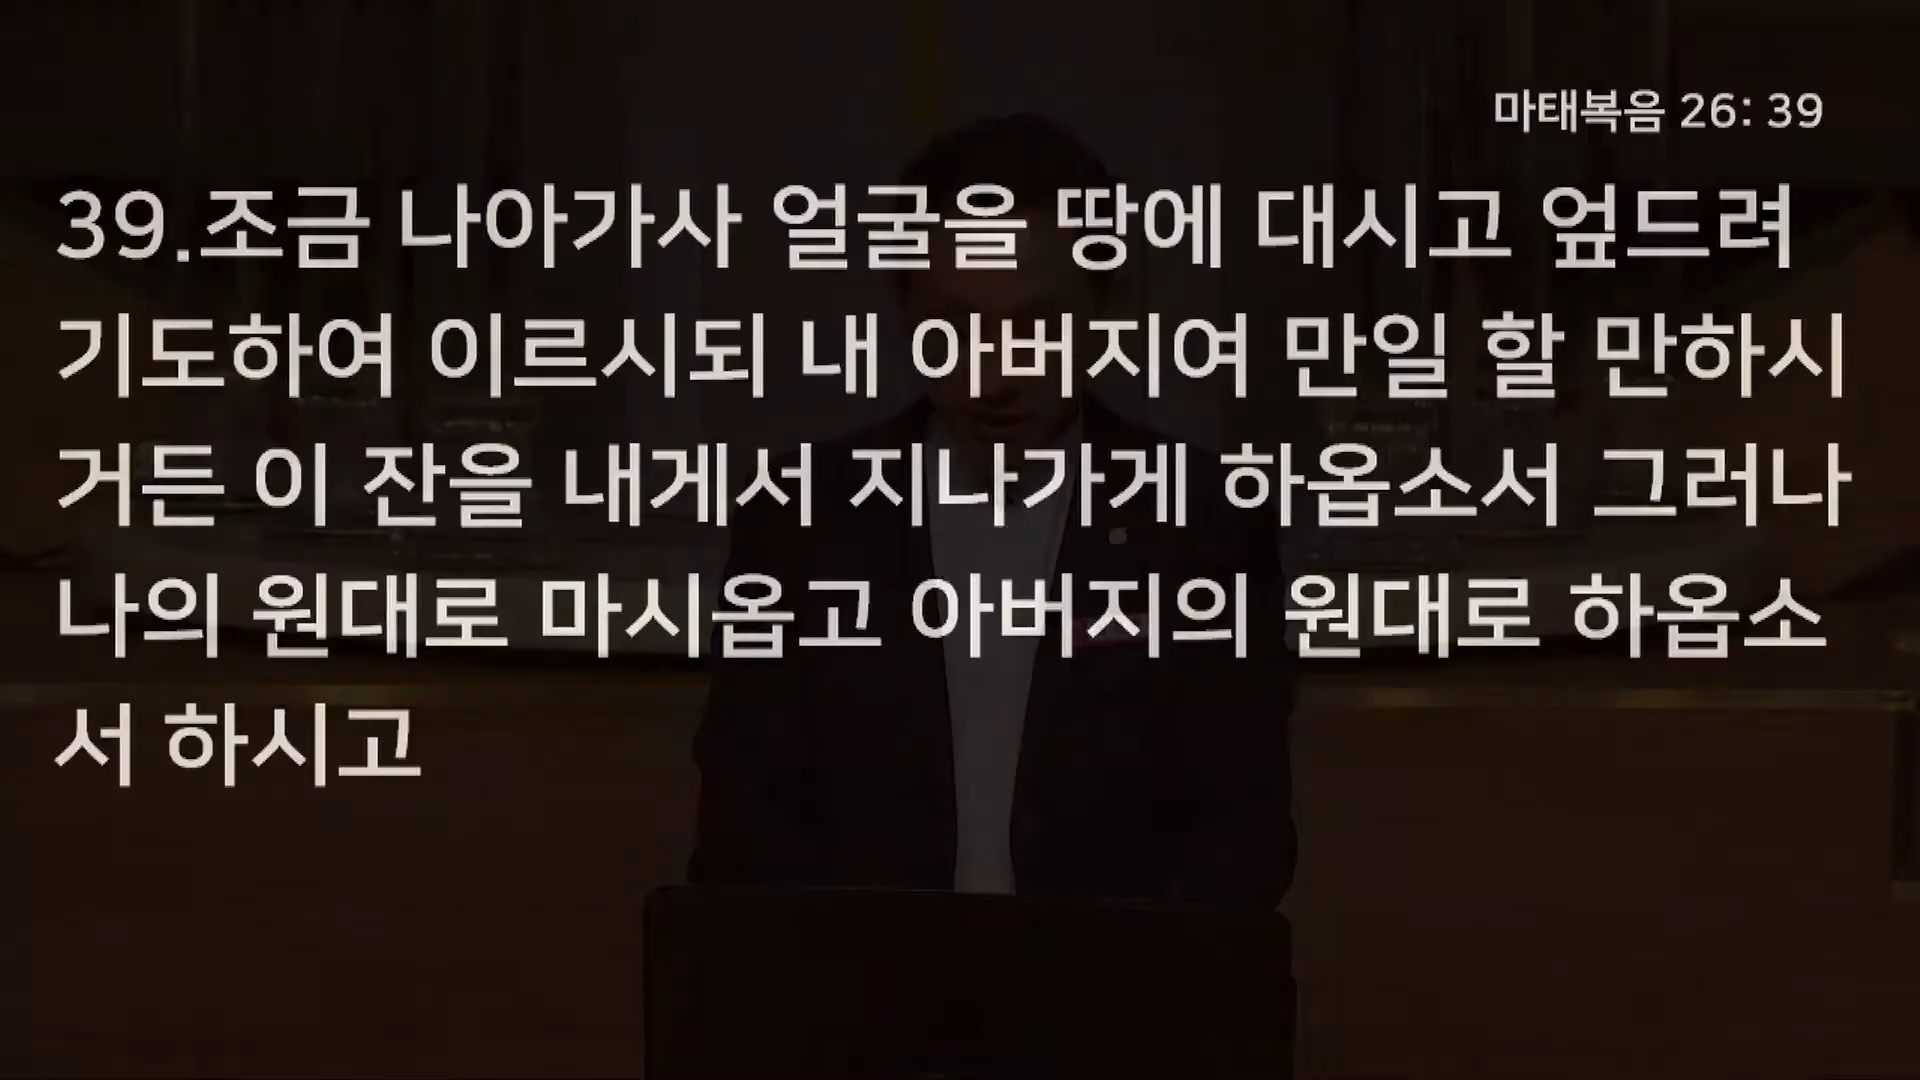 마태복음 26: 39
39.조금 나아가사 얼굴을 땅에 대시고 엎드려
기도하여 이르시되 내 아버지여 만일 할 만하시
거든 이 잔을 내게서 지나가게 하옵소서 그러나
나의 원대로 마시옵고 아버지의 원대로 하옵소
서 하시고